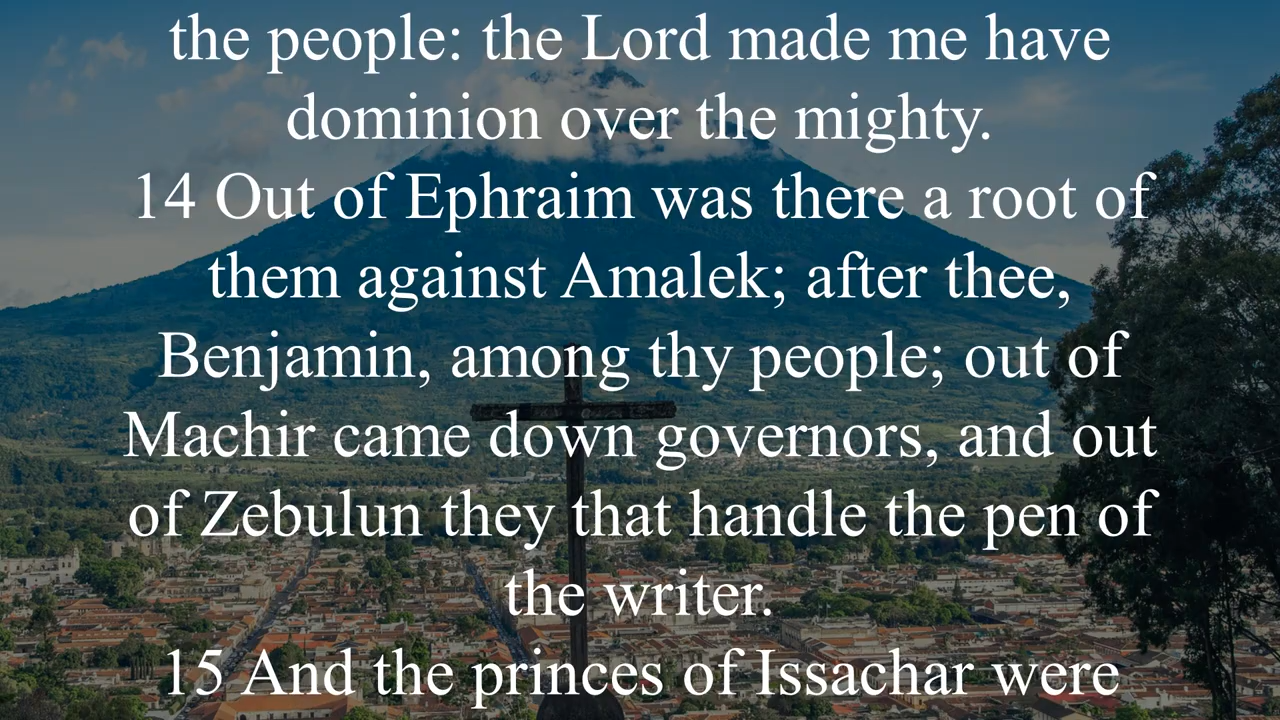 the people: the Lord made me have
dominion over the mighty.
14 Out of Ephraim was there a root of
them against Amalek; after thee,
Benjamin, among thy people; out of
Machir came down governors, and out
of Zebulun they that handle the pen of
the writer.
15 And the princes of Issachar were